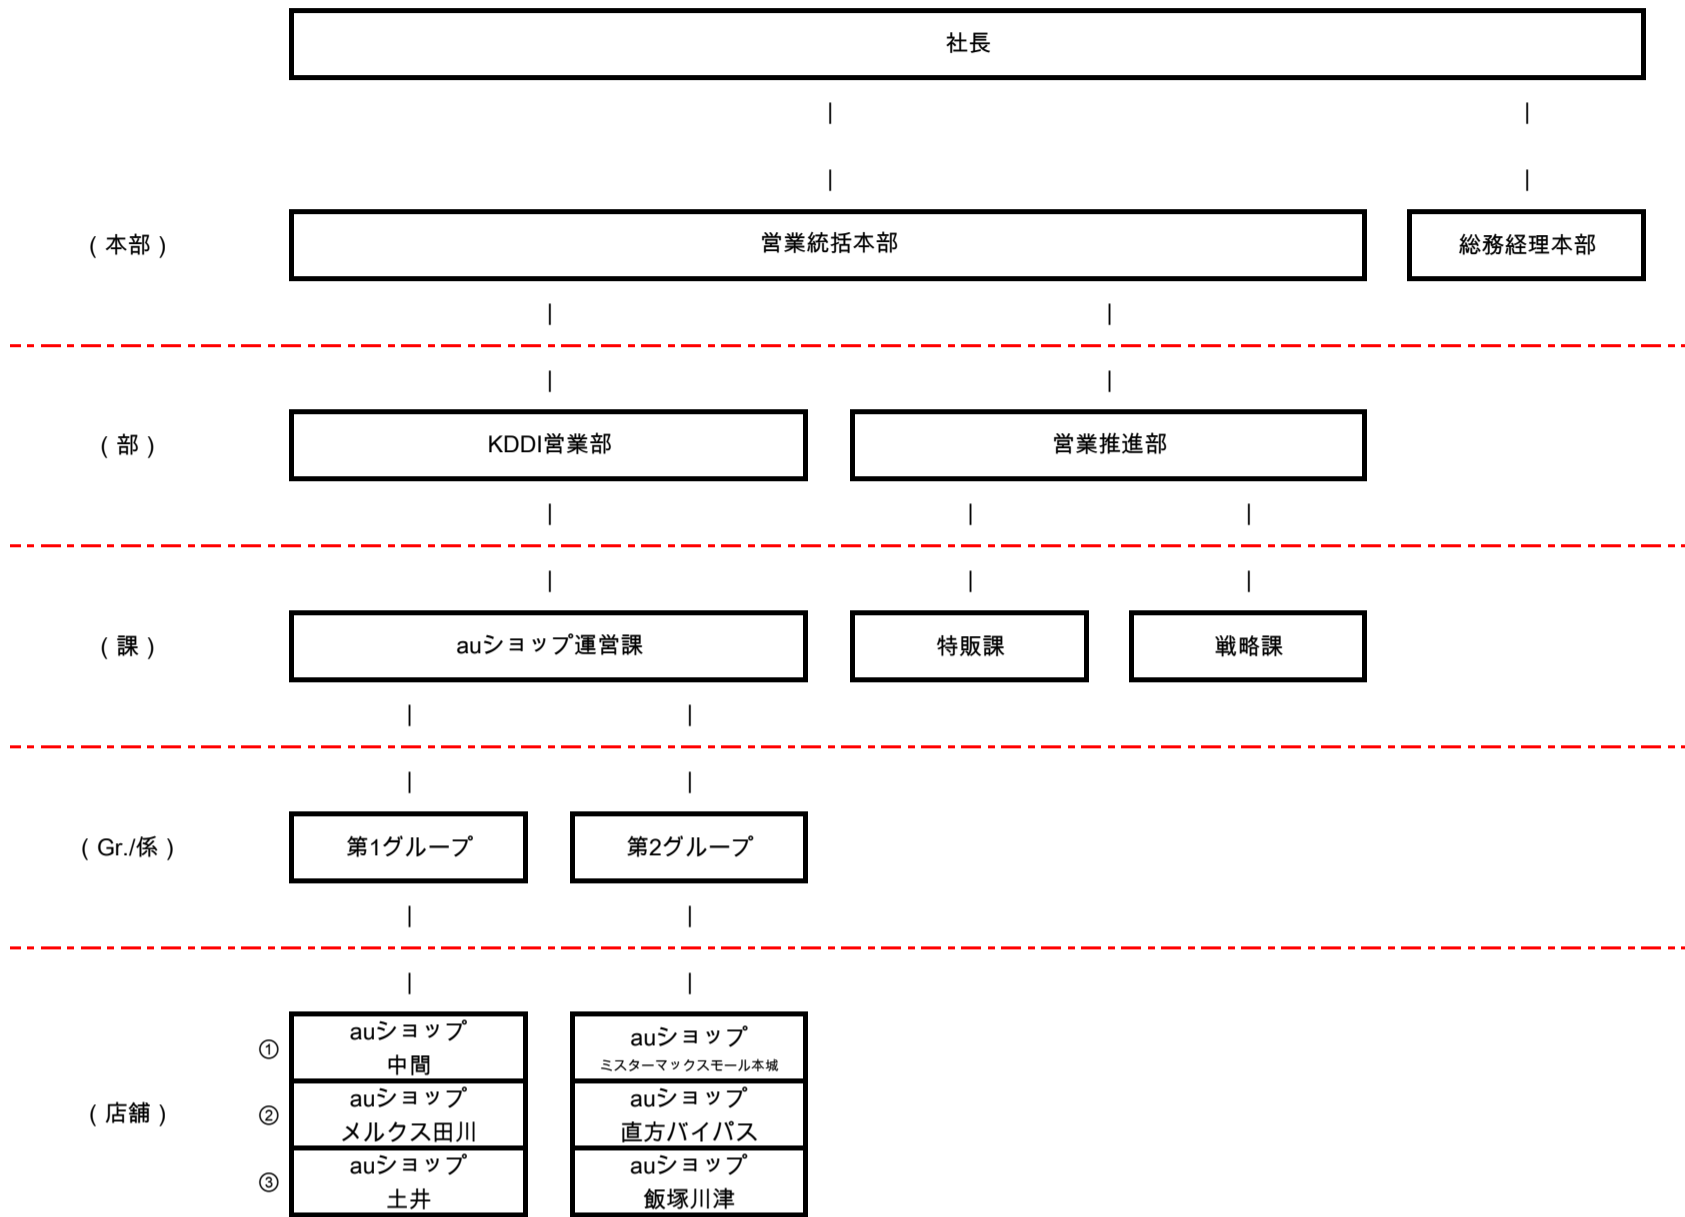 社長
(本部)
営業統括本部
総務経理本部
(部)
KDDI営業部
営業推進部
(課)
auショップ運営課
特販課
戦略課
(Gr./係)
第1グループ
第2グループ
(店舗)
①
auショップ
中間
auショップ
ミスターマックスモール本城
②
auショップ
メルクス田川
auショップ
直方バイパス
③
auショップ
土井
auショップ
飯塚川津